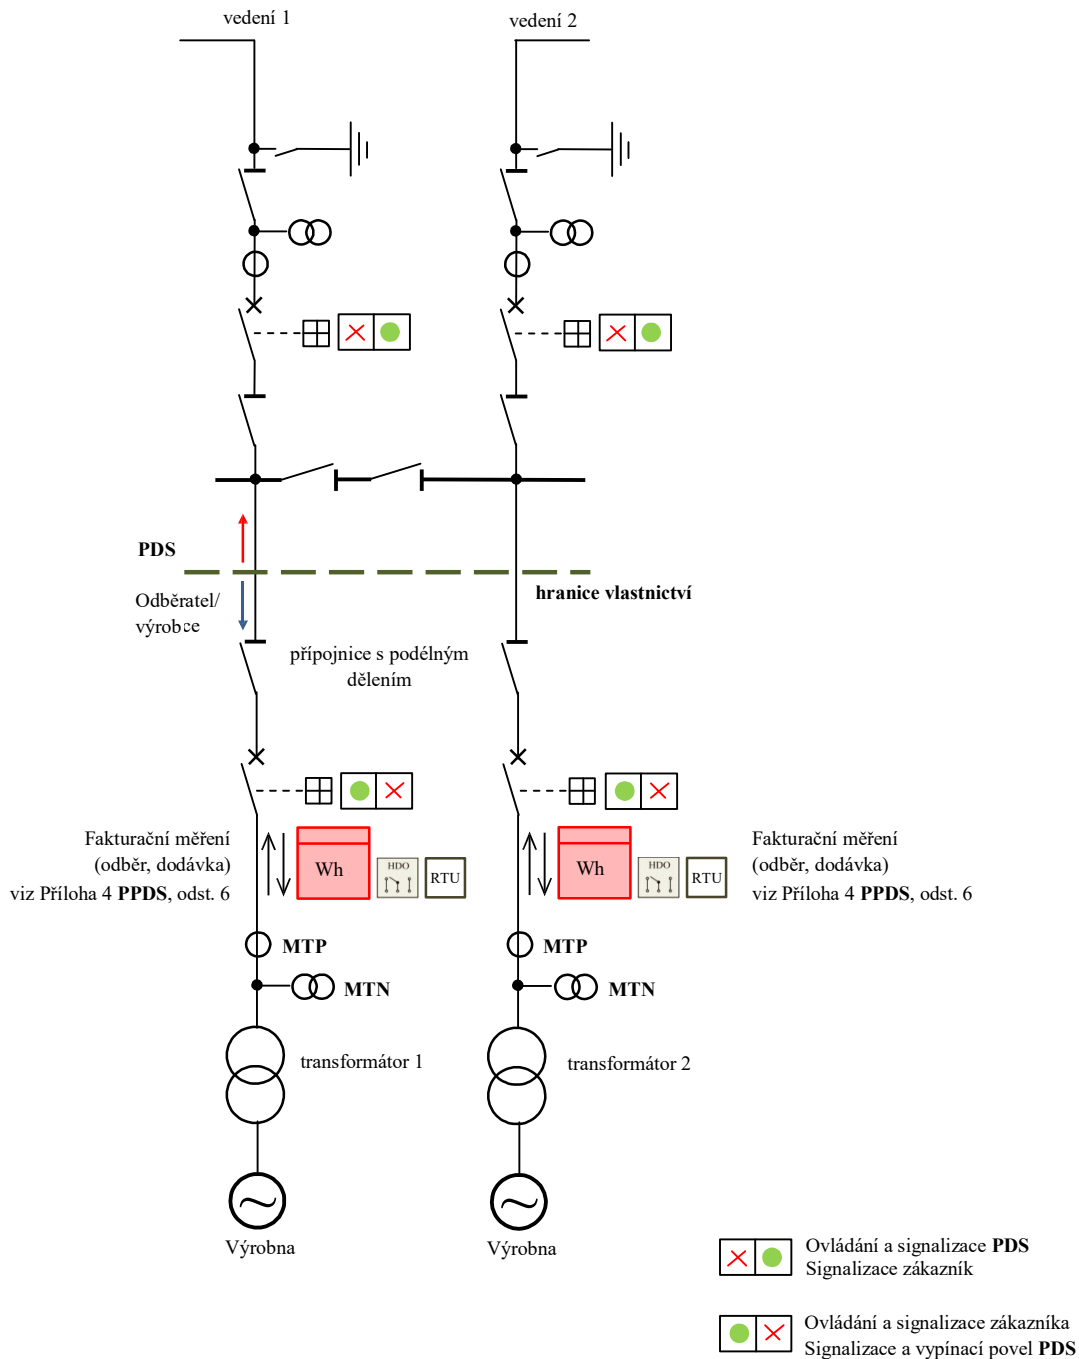 vedení 1
vedení 2
PDS
hranice vlastnictví
Odběratel/
výrobce
přípojnice s podélným
dělením
Fakturační měření
(odběr, dodávka)
viz Příloha 4 PPDS, odst. 6
Wh
HDO
RTU
Wh
HDO
RTU
Fakturační měření
(odběr, dodávka)
viz Příloha 4 PPDS, odst. 6
MTP
MTP
MTN
MTN
transformátor 1
transformátor 2
Výrobna
Výrobna
Ovládání a signalizace PDS
Signalizace zákazník
Ovládání a signalizace zákazníka
Signalizace a vypínací povel PDS